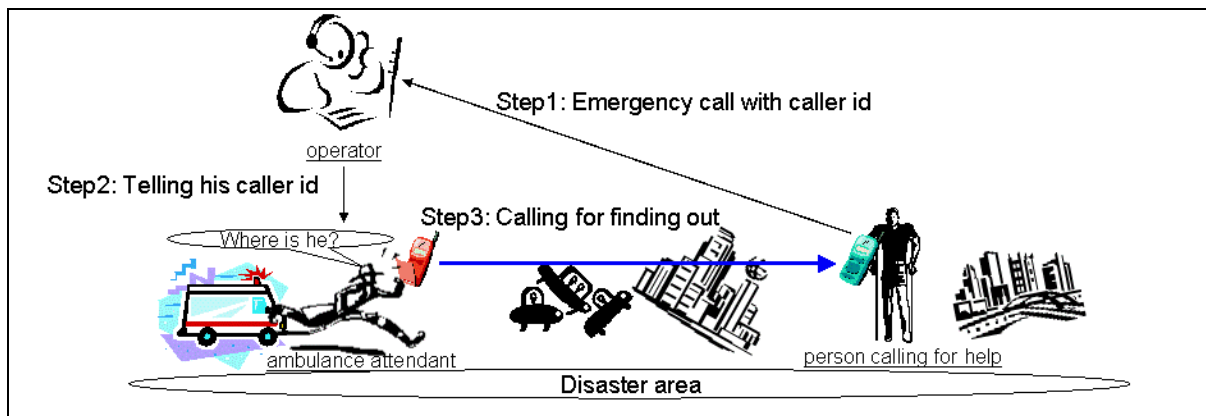 Step1: Emergency call with caller id
operator
Step2: Telling his caller id
Step3: Calling for finding out
Where is he?
ambulance attendant
person calling for help
Disaster area